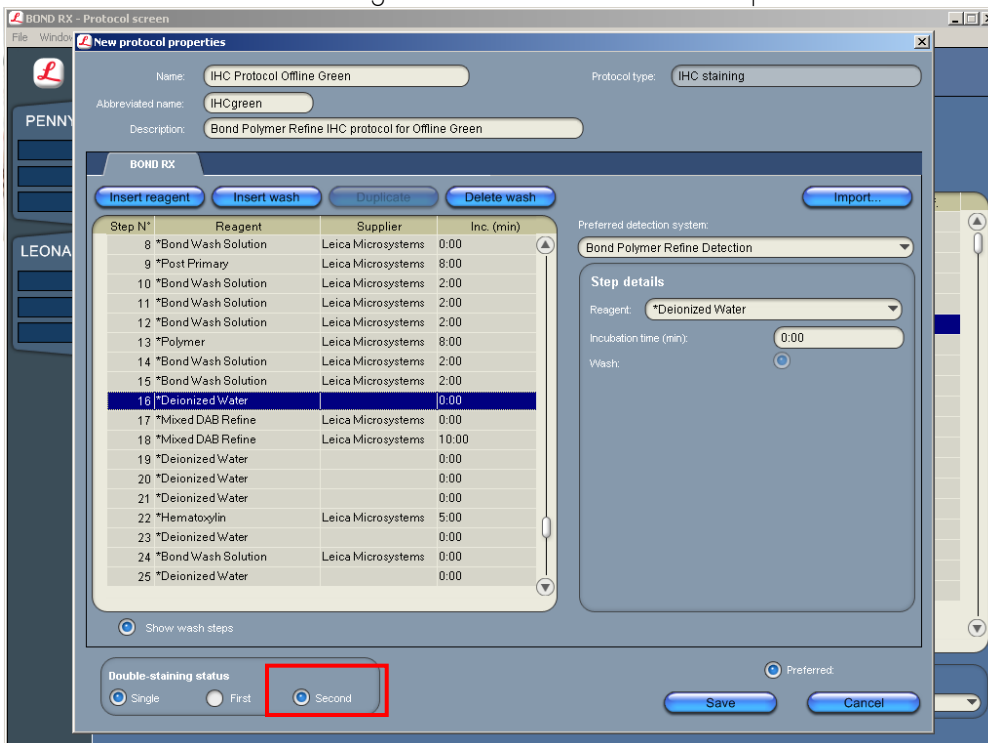 BOND RX - Protocol screen
File Window
New protocol properties
Name: IHC Protocol Offline Green Protocol type: IHC staining
Abbreviated name: IHCgreen
Description: Bond Polymer Refine IHC protocol for Offline Green
PENNY
LEONA
BOND RX
Insert reagent Insert wash Duplicate Delete wash Import...
Step N° Reagent Supplier Inc. (min)
8 *Bond Wash Solution Leica Microsystems 0:00
9 *Post Primary Leica Microsystems 8:00
10 *Bond Wash Solution Leica Microsystems 2:00
11 *Bond Wash Solution Leica Microsystems 2:00
12 *Bond Wash Solution Leica Microsystems 2:00
13 *Polymer Leica Microsystems 8:00
14 *Bond Wash Solution Leica Microsystems 2:00
15 *Bond Wash Solution Leica Microsystems 2:00
16 *Deionized Water 0:00
17 *Mixed DAB Refine Leica Microsystems 0:00
18 *Mixed DAB Refine Leica Microsystems 10:00
19 *Deionized Water 0:00
20 *Deionized Water 0:00
21 *Deionized Water 0:00
22 *Hematoxylin Leica Microsystems 5:00
23 *Deionized Water 0:00
24 *Bond Wash Solution Leica Microsystems 0:00
25 *Deionized Water 0:00
Show wash steps
Preferred detection system:
Bond Polymer Refine Detection
Step details
Reagent: *Deionized Water
Incubation time (min): 0:00
Wash:
Double-staining status
Single First Second
Preferred:
Save Cancel